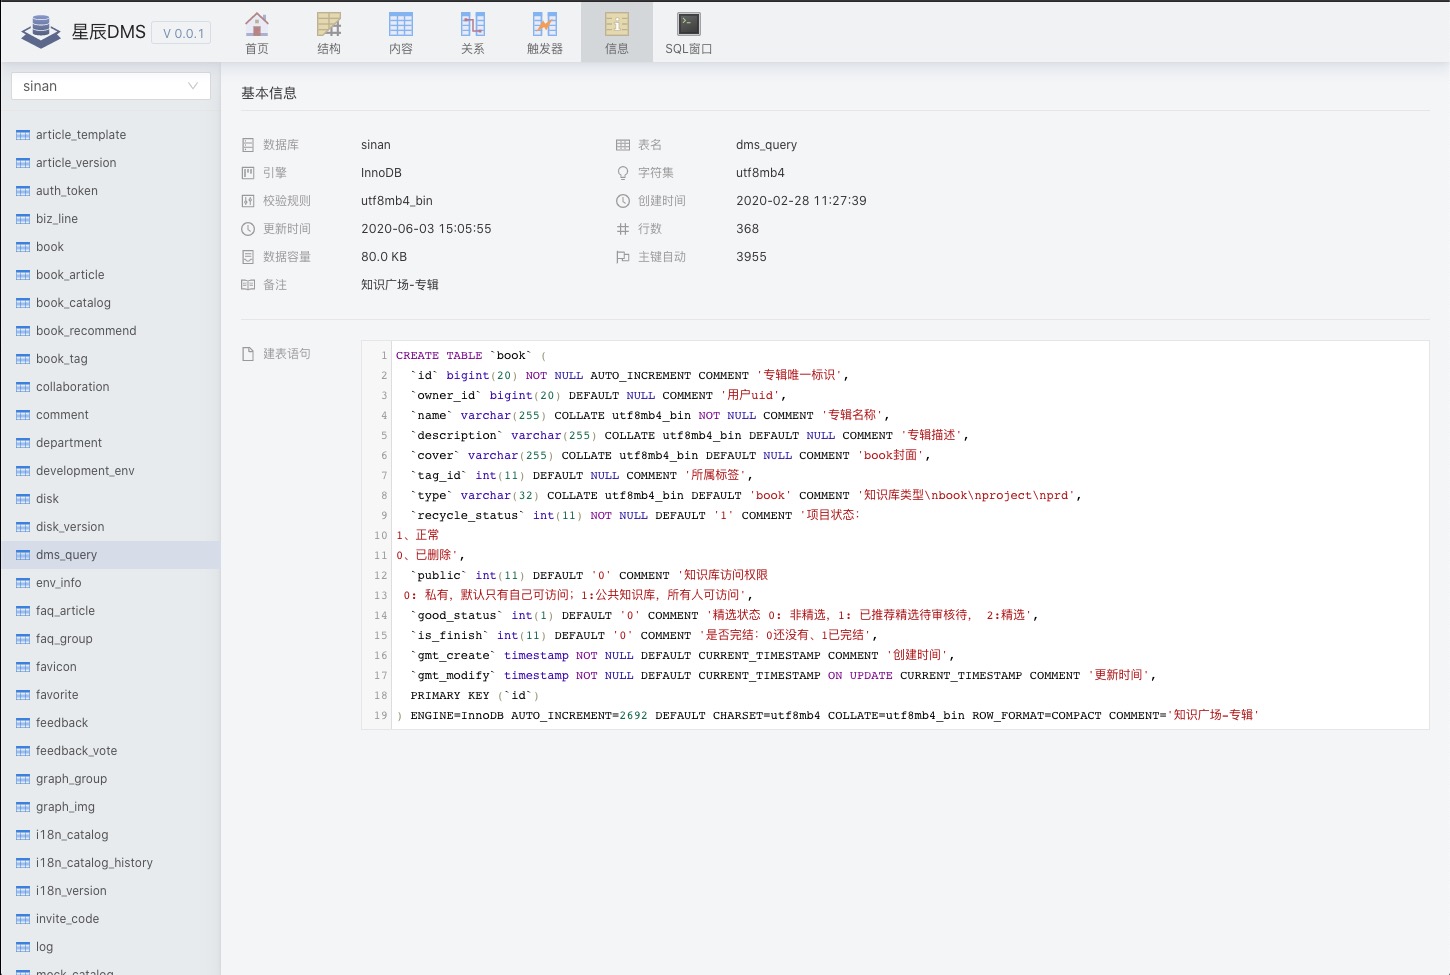 星辰DMS
V 0.0.1
首页
结构
内容
关系
触发器
信息
SQL窗口
sinan
article_template
article_version
auth_token
biz_line
book
book_article
book_catalog
book_recommend
book_tag
collaboration
comment
department
development_env
disk
disk_version
dms_query
env_info
faq_article
faq_group
favicon
favorite
feedback
feedback_vote
graph_group
graph_img
i18n_catalog
i18n_catalog_history
i18n_version
invite_code
log
mock_catalog
基本信息
数据库 sinan 表名 dms_query
引擎 InnoDB 字符集 utf8mb4
校验规则 utf8mb4_bin 创建时间 2020-02-28 11:27:39
更新时间 2020-06-03 15:05:55 行数 368
数据容量 80.0 KB 主键自动 3955
备注 知识广场-专辑
建表语句
1 CREATE TABLE `book` (
2 `id` bigint(20) NOT NULL AUTO_INCREMENT COMMENT '专辑唯一标识',
3 `owner_id` bigint(20) DEFAULT NULL COMMENT '用户uid',
4 `name` varchar(255) COLLATE utf8mb4_bin NOT NULL COMMENT '专辑名称',
5 `description` varchar(255) COLLATE utf8mb4_bin DEFAULT NULL COMMENT '专辑描述',
6 `cover` varchar(255) COLLATE utf8mb4_bin DEFAULT NULL COMMENT 'book封面',
7 `tag_id` int(11) DEFAULT NULL COMMENT '所属标签',
8 `type` varchar(32) COLLATE utf8mb4_bin DEFAULT 'book' COMMENT '知识库类型\nbook\nproject\nprd',
9 `recycle_status` int(11) NOT NULL DEFAULT '1' COMMENT '项目状态：
10 1、正常
11 0、已删除',
12 `public` int(11) DEFAULT '0' COMMENT '知识库访问权限
13 0: 私有，默认只有自己可访问；1:公共知识库，所有人可访问',
14 `good_status` int(1) DEFAULT '0' COMMENT '精选状态 0: 非精选，1: 已推荐精选待审核待， 2:精选',
15 `is_finish` int(11) DEFAULT '0' COMMENT '是否完结：0还没有、1已完结',
16 `gmt_create` timestamp NOT NULL DEFAULT CURRENT_TIMESTAMP COMMENT '创建时间',
17 `gmt_modify` timestamp NOT NULL DEFAULT CURRENT_TIMESTAMP ON UPDATE CURRENT_TIMESTAMP COMMENT '更新时间',
18 PRIMARY KEY (`id`)
19 ) ENGINE=InnoDB AUTO_INCREMENT=2692 DEFAULT CHARSET=utf8mb4 COLLATE=utf8mb4_bin ROW_FORMAT=COMPACT COMMENT='知识广场-专辑'